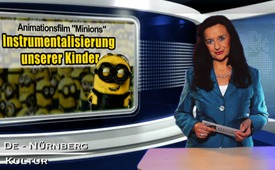 Animationsfilm "Minions"
Instrumentalisierung
unserer Kinder
De - Nürnberg
Kultur